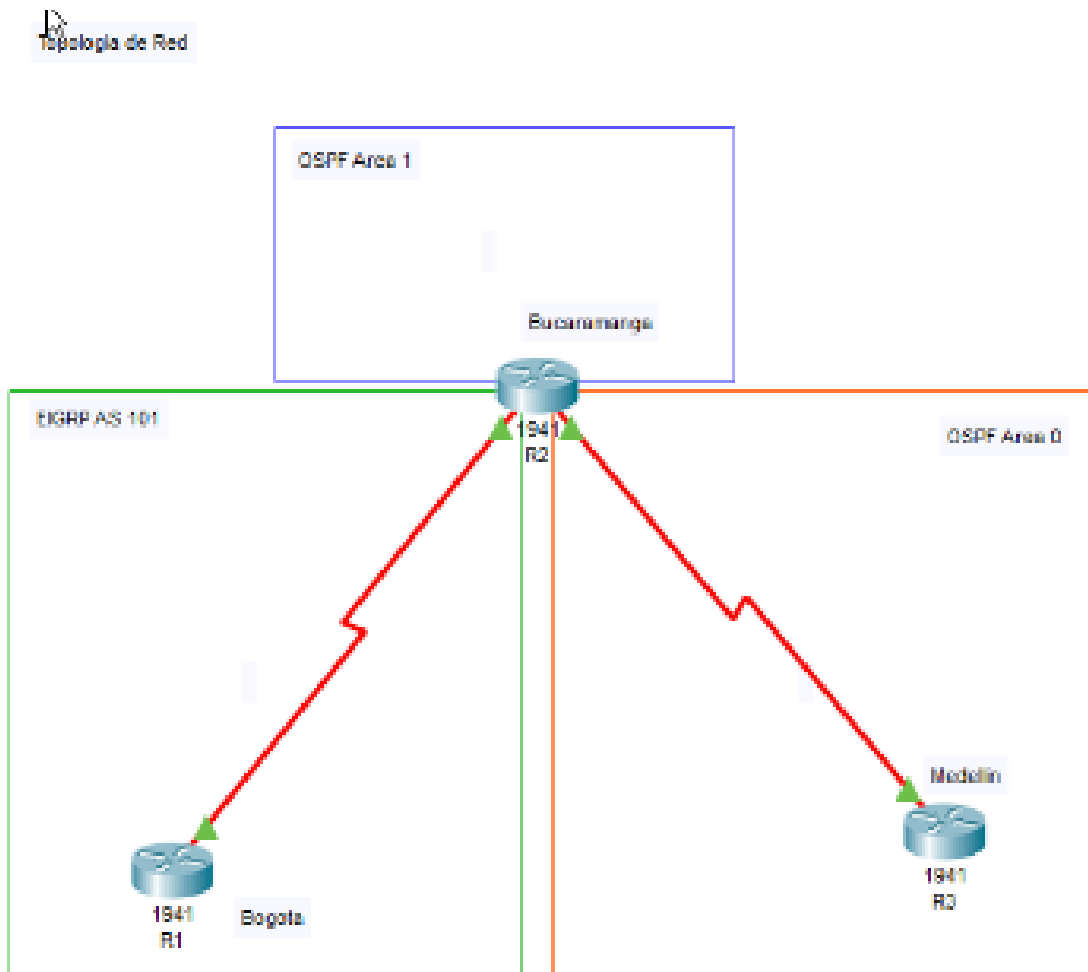 Topología de Red
OSPF Area 1
Bucaramanga
EIGRP AS 101
1941
R2
OSPF Area 0
Medellin
1941
R3
1941
R1
Bogota